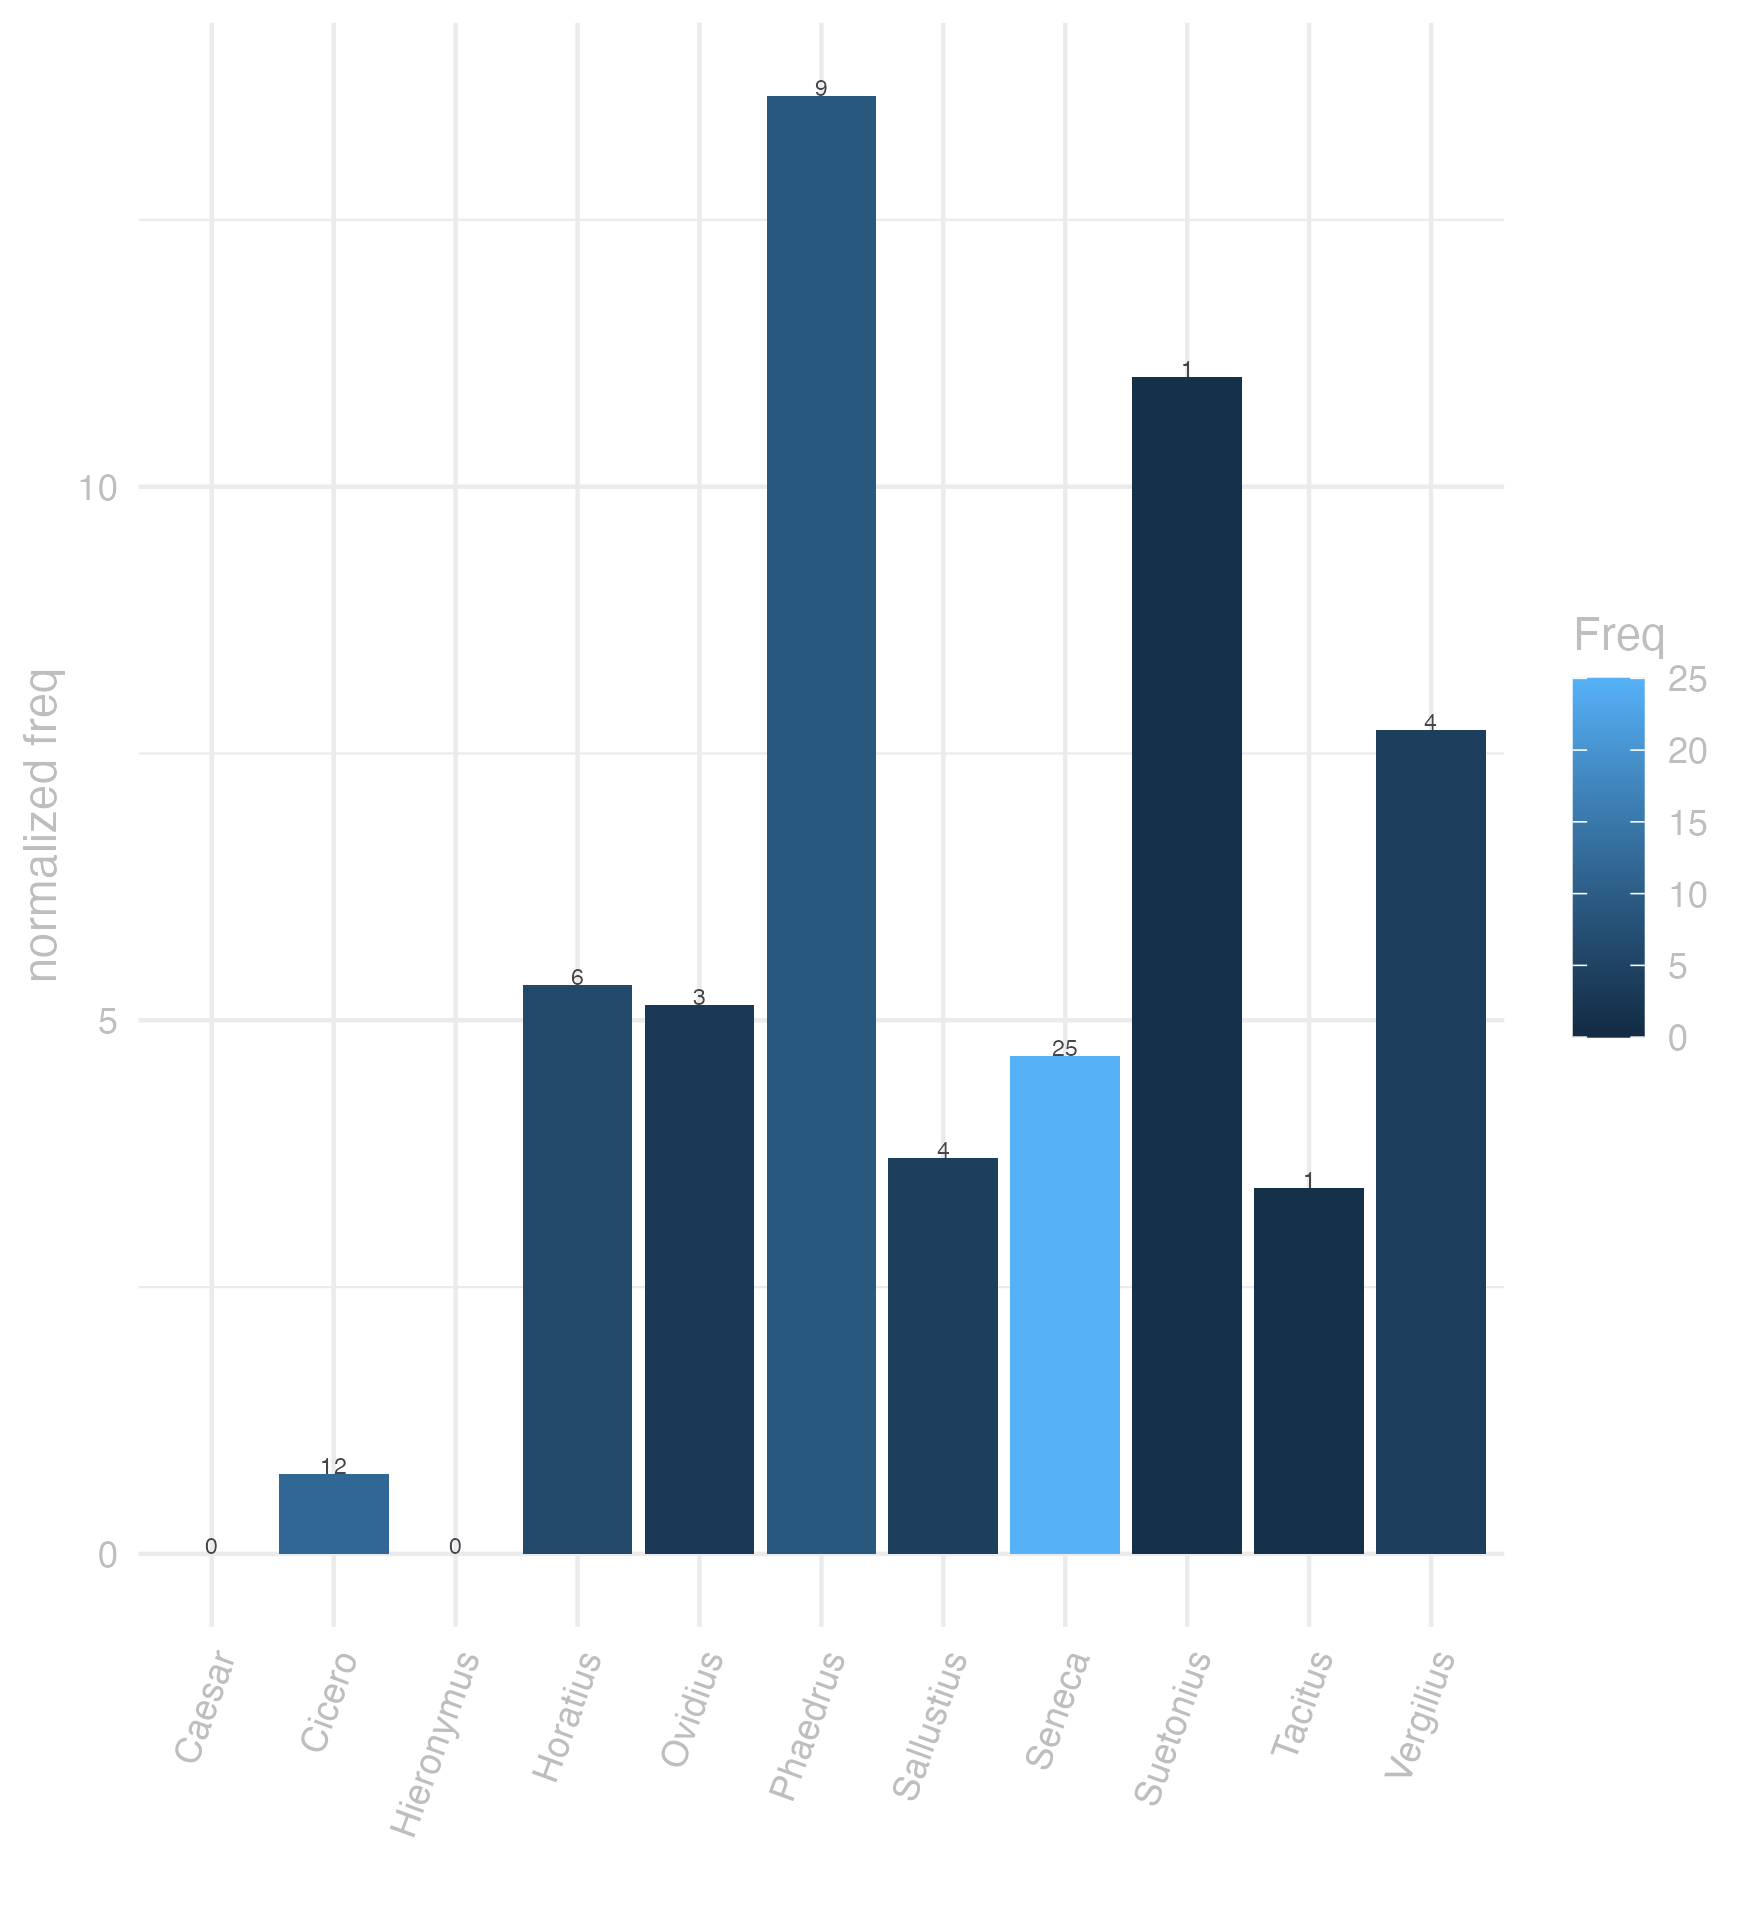 9
1
10
4
6
3
5
25
4
1
12
0
0
0
normalized freq
Caesar
Cicero
Hieronymus
Horatius
Ovidius
Phaedrus
Sallustius
Seneca
Suetonius
Tacitus
Vergilius
Freq
25
20
15
10
5
0